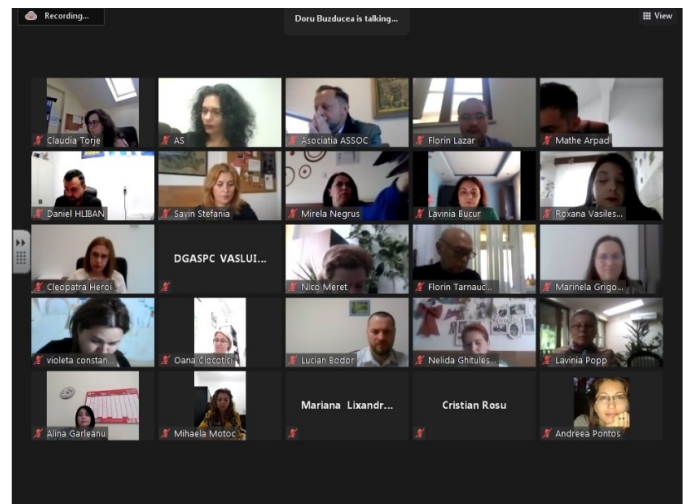 Recording...
Doru Buzducea is talking...
View
Claudia Torje
AS
Asociatia ASSOC
Florin Lazar
Mathe Arpad
Daniel HLIBAN
Savin Stefania
Mirela Negrus
Lavinia Bucur
Roxana Vasiles...
Cleopatra Heroi
DGASPC VASLUI...
Nico Meret
Florin Tarnauc...
Marinela Grigo...
violeta constan...
Oana Clocotici
Lucian Bodor
Nelida Ghitules...
Lavinia Popp
Alina Garleanu
Mihaela Motoc
Mariana Lixandr...
Cristian Rosu
Andreea Pontos